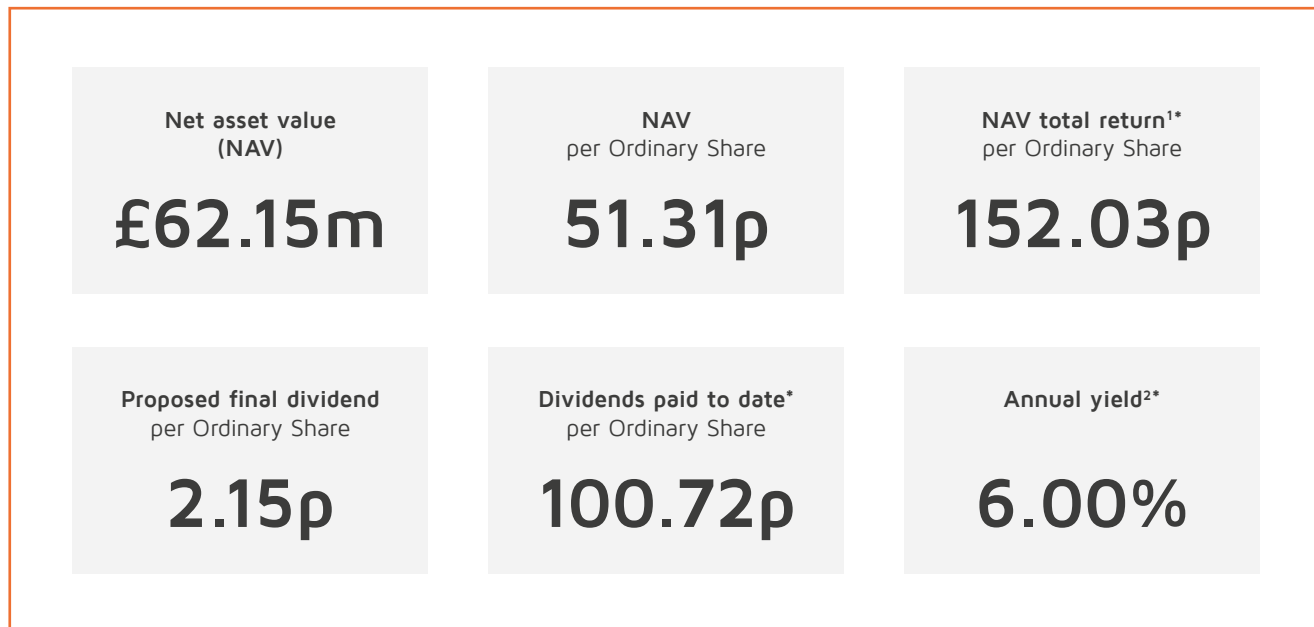 Net asset value
(NAV)
£62.15m
NAV
per Ordinary Share
51.31p
NAV total return¹*
per Ordinary Share
152.03p
Proposed final dividend
per Ordinary Share
2.15p
Dividends paid to date*
per Ordinary Share
100.72p
Annual yield²*
6.00%